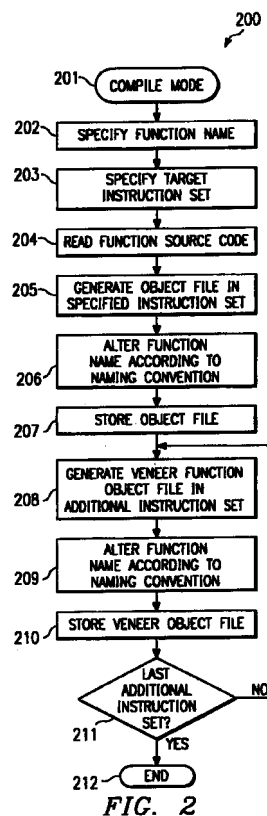 200
201
COMPILE MODE
202
SPECIFY FUNCTION NAME
203
SPECIFY TARGET
INSTRUCTION SET
204
READ FUNCTION SOURCE CODE
205
GENERATE OBJECT FILE IN
SPECIFIED INSTRUCTION SET
206
ALTER FUNCTION
NAME ACCORDING TO
NAMING CONVENTION
207
STORE OBJECT FILE
208
GENERATE VENEER FUNCTION
OBJECT FILE IN
ADDITIONAL INSTRUCTION SET
209
ALTER FUNCTION
NAME ACCORDING TO
NAMING CONVENTION
210
STORE VENEER OBJECT FILE
LAST
ADDITIONAL
INSTRUCTION
SET?
NO
211
YES
212
END
FIG. 2